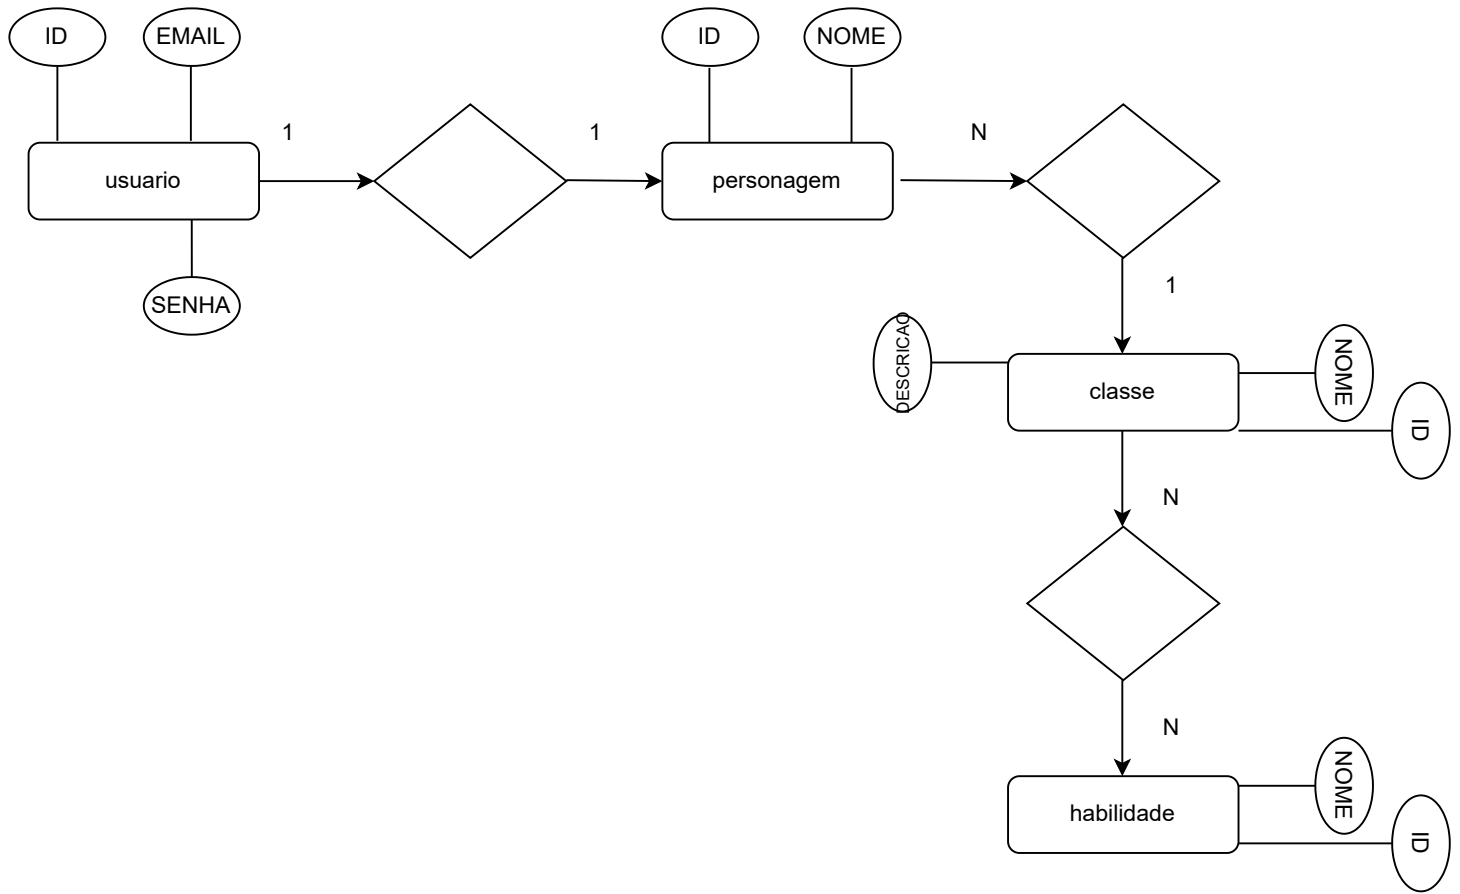 ID
EMAIL
ID
NOME
1
1
N
usuario
personagem
1
SENHA
DESCRICAO
NOME
classe
ID
N
N
NOME
habilidade
ID